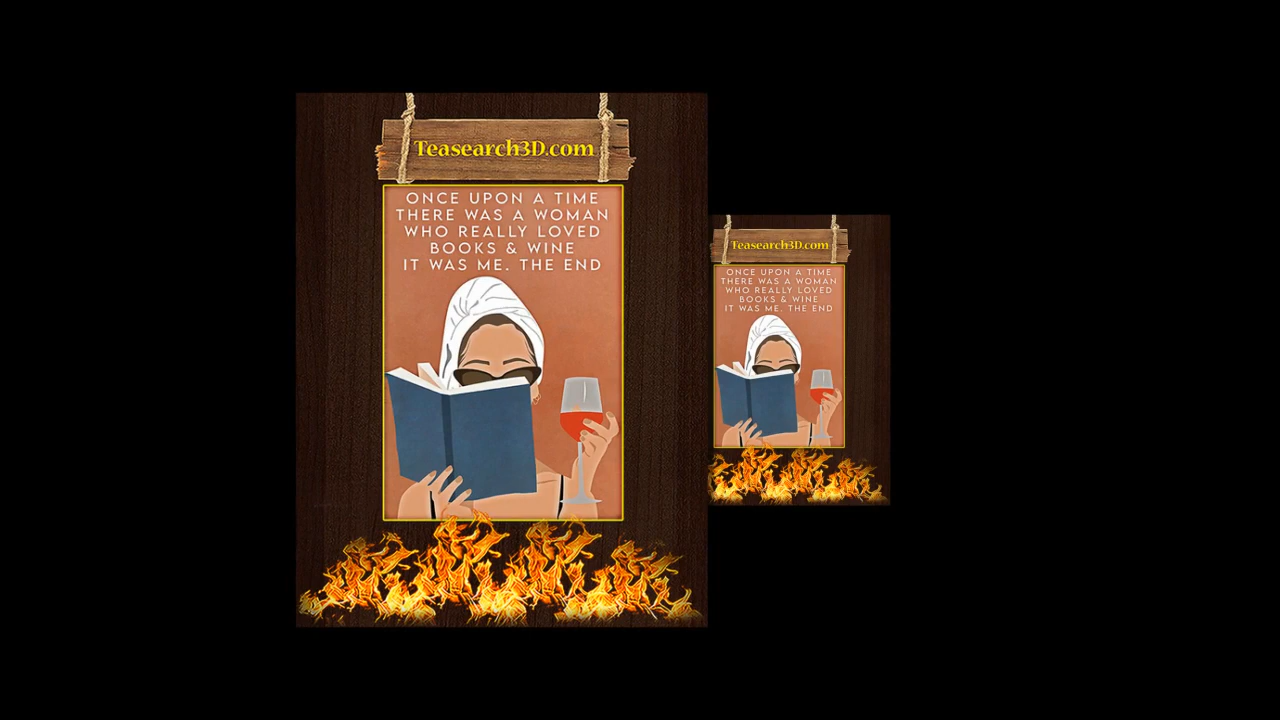 Teasearch3D.com
ONCE UPON A TIME
THERE WAS A WOMAN
WHO REALLY LOVED
BOOKS & WINE
IT WAS ME. THE END
Teasearch3D.com
ONCE UPON A TIME
THERE WAS A WOMAN
WHO REALLY LOVED
BOOKS & WINE
IT WAS ME. THE END